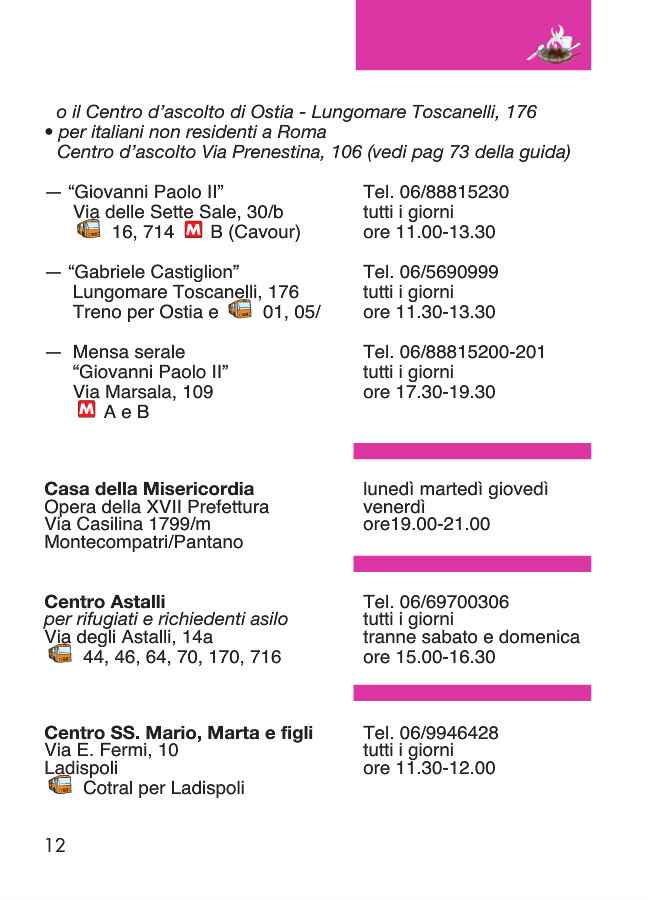 o il Centro d’ascolto di Ostia - Lungomare Toscanelli, 176
• per italiani non residenti a Roma
Centro d’ascolto Via Prenestina, 106 (vedi pag 73 della guida)
— “Giovanni Paolo II” Tel. 06/88815230
Via delle Sette Sale, 30/b tutti i giorni
16, 714 M B (Cavour) ore 11.00-13.30
— “Gabriele Castiglion” Tel. 06/5690999
Lungomare Toscanelli, 176 tutti i giorni
Treno per Ostia e 01, 05/ ore 11.30-13.30
— Mensa serale Tel. 06/88815200-201
“Giovanni Paolo II” tutti i giorni
Via Marsala, 109 ore 17.30-19.30
M A e B
Casa della Misericordia lunedì martedì giovedì
Opera della XVII Prefettura venerdì
Via Casilina 1799/m ore19.00-21.00
Montecompatri/Pantano
Centro Astalli Tel. 06/69700306
per rifugiati e richiedenti asilo tutti i giorni
Via degli Astalli, 14a tranne sabato e domenica
44, 46, 64, 70, 170, 716 ore 15.00-16.30
Centro SS. Mario, Marta e figli Tel. 06/9946428
Via E. Fermi, 10 tutti i giorni
Ladispoli ore 11.30-12.00
Cotral per Ladispoli
12